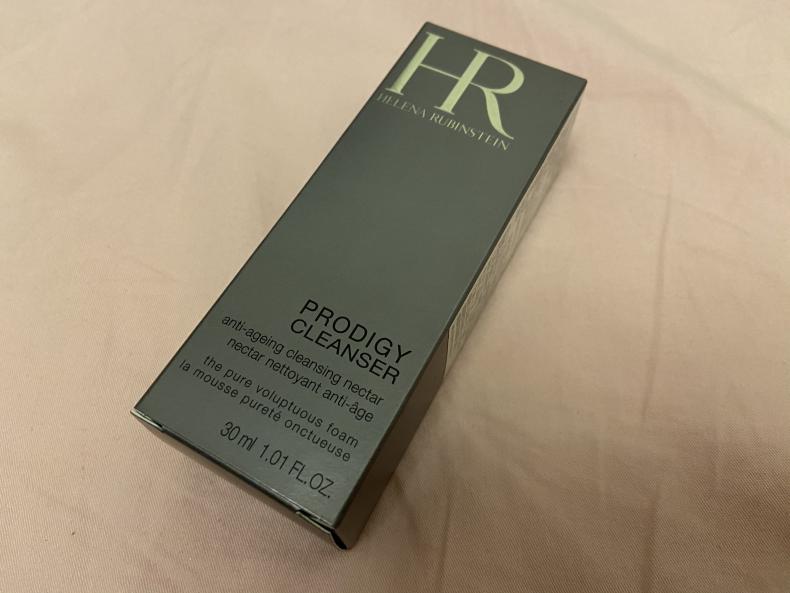 HR
HELENA RUBINSTEIN
PRODIGY
CLEANSER
anti-ageing cleansing nectar
nectar nettoyant anti-âge
the pure voluptuous foam
la mousse pureté onctueuse
30 ml 1.01 FL.OZ.